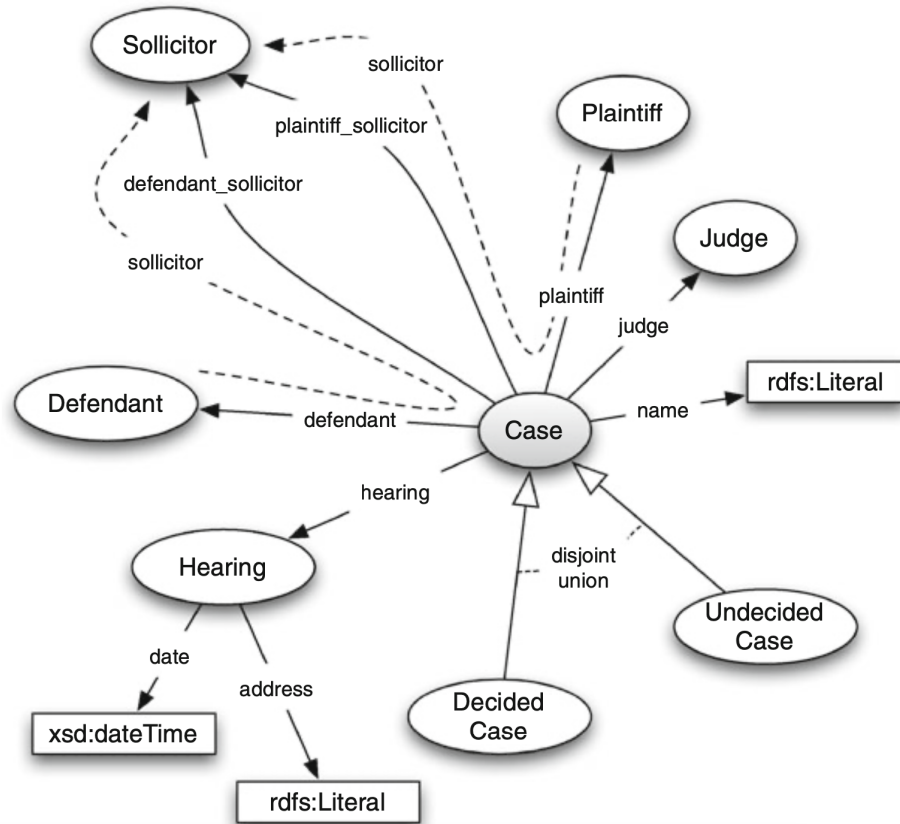 Sollicitor
sollicitor
Plaintiff
plaintiff_sollicitor
defendant_sollicitor
Judge
sollicitor
plaintiff
judge
rdfs:Literal
Defendant
name
defendant
Case
hearing
disjoint
union
Hearing
Undecided
Case
date
address
Decided
Case
xsd:dateTime
rdfs:Literal